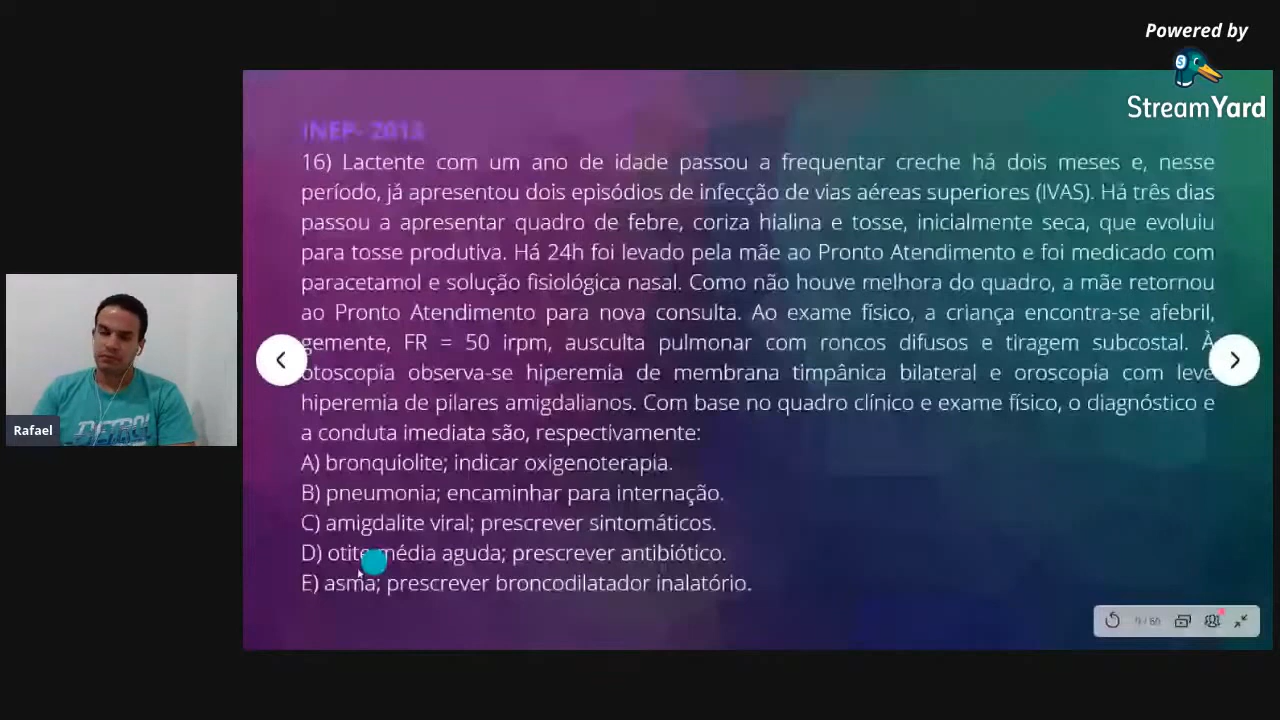 Powered by
StreamYard
INEP- 2013
16) Lactente com um ano de idade passou a frequentar creche há dois meses e, nesse
período, já apresentou dois episódios de infecção de vias aéreas superiores (IVAS). Há três dias
passou a apresentar quadro de febre, coriza hialina e tosse, inicialmente seca, que evoluiu
para tosse produtiva. Há 24h foi levado pela mãe ao Pronto Atendimento e foi medicado com
paracetamol e solução fisiológica nasal. Como não houve melhora do quadro, a mãe retornou
ao Pronto Atendimento para nova consulta. Ao exame físico, a criança encontra-se afebril,
gemente, FR = 50 irpm, ausculta pulmonar com roncos difusos e tiragem subcostal. À
otoscopia observa-se hiperemia de membrana timpânica bilateral e oroscopia com leve
hiperemia de pilares amigdalianos. Com base no quadro clínico e exame físico, o diagnóstico e
a conduta imediata são, respectivamente:
A) bronquiolite; indicar oxigenoterapia.
B) pneumonia; encaminhar para internação.
C) amigdalite viral; prescrever sintomáticos.
D) otite média aguda; prescrever antibiótico.
E) asma; prescrever broncodilatador inalatório.
Rafael